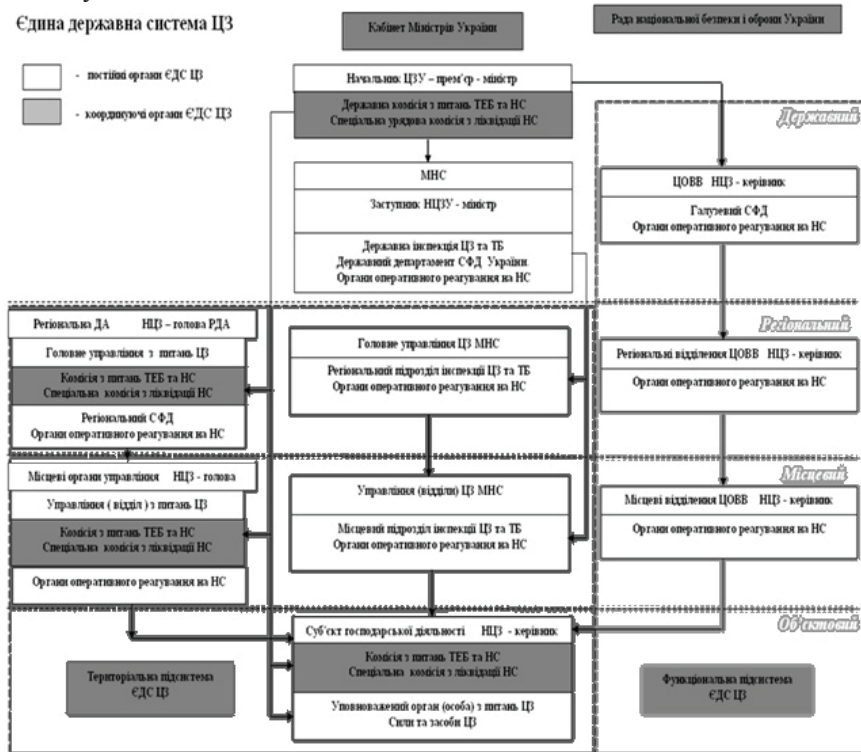 Єдина державна система ЦЗ
- постійні органи ЄДС ЦЗ
- координуючі органи ЄДС ЦЗ
Кабінет Міністрів України
Рада національної безпеки і оборони України
Начальник ЦЗУ – прем'єр - міністр
Державна комісія з питань ТЕБ та НС
Спеціальна урядова комісія з ліквідації НС
МНС
Заступник НЦЗУ - міністр
Державна інспекція ЦЗ та ТБ
Державний департамент СФД України.
Органи оперативного реагування на НС
Державний
ЦОВВ НЦЗ - керівник
Галузевий СФД
Органи оперативного реагування на НС
Регіональна ДА НЦЗ – голова РДА
Головне управління з питань ЦЗ
Комісія з питань ТЕБ та НС
Спеціальна комісія з ліквідації НС
Регіональний СФД
Органи оперативного реагування на НС
Головне управління ЦЗ МНС
Регіональний підрозділ інспекції ЦЗ та ТБ
Органи оперативного реагування на НС
Регіональний
Регіональні відділення ЦОВВ НЦЗ - керівник
Органи оперативного реагування на НС
Місцеві органи управління НЦЗ - голова
Управління ( відділ ) з питань ЦЗ
Комісія з питань ТЕБ та НС
Спеціальна комісія з ліквідації НС
Органи оперативного реагування на НС
Управління (відділи) ЦЗ МНС
Місцевий підрозділ інспекції ЦЗ та ТБ
Органи оперативного реагування на НС
Місцевий
Місцеві відділення ЦОВВ НЦЗ - керівник
Органи оперативного реагування на НС
Об'єктовий
Суб'єкт господарської діяльності НЦЗ - керівник
Комісія з питань ТЕБ та НС
Спеціальна комісія з ліквідації НС
Уповноважений орган (особа) з питань ЦЗ
Сили та засоби ЦЗ
Територіальна підсистема
ЄДС ЦЗ
Функціональна підсистема
ЄДС ЦЗ